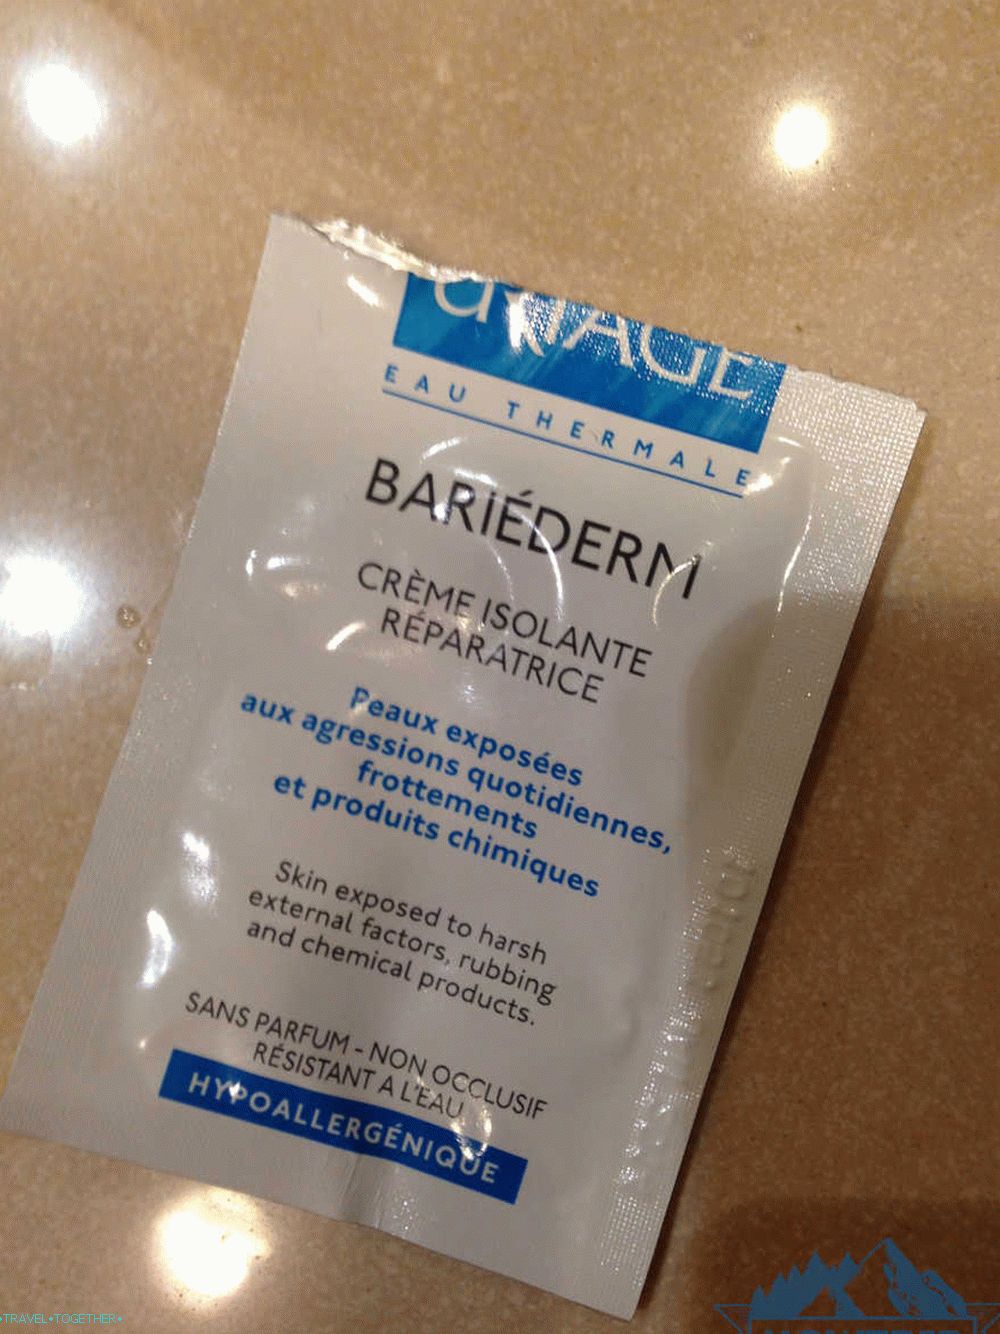 URIAGE
EAU THERMALE
BARIÉDERM
CRÈME ISOLANTE
RÉPARATRICE
Peaux exposées
aux agressions quotidiennes,
frottements
et produits chimiques
Skin exposed to harsh
external factors, rubbing
and chemical products.
SANS PARFUM - NON OCCLUSIF
RÉSISTANT A L'EAU
HYPOALLERGÉNIQUE
•TRAVEL•TOGETHER•